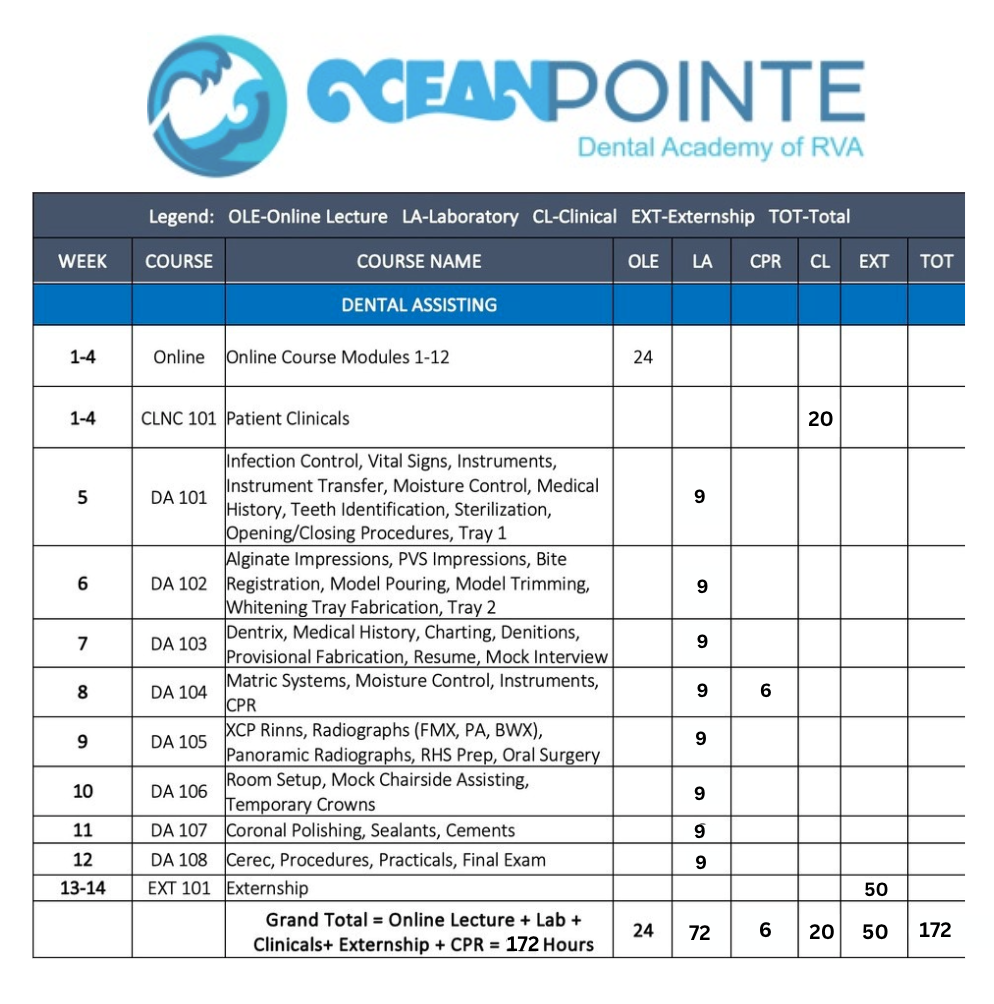 OCEANPOINTE
Dental Academy of RVA
Legend: OLE-Online Lecture LA-Laboratory CL-Clinical EXT-Externship TOT-Total
WEEK COURSE COURSE NAME OLE LA CPR CL EXT TOT
DENTAL ASSISTING
1-4 Online Online Course Modules 1-12 24
1-4 CLNC 101 Patient Clinicals 20
Infection Control, Vital Signs, Instruments,
Instrument Transfer, Moisture Control, Medical
5 DA 101 9
History, Teeth Identification, Sterilization,
Opening/Closing Procedures, Tray 1
Alginate Impressions, PVS Impressions, Bite
6 DA 102 Registration, Model Pouring, Model Trimming, 9
Whitening Tray Fabrication, Tray 2
7 DA 103 Dentrix, Medical History, Charting, Denitions, 9
Provisional Fabrication, Resume, Mock Interview
8 DA 104 Matric Systems, Moisture Control, Instruments, 9 6
CPR
9 DA 105 XCP Rinns, Radiographs (FMX, PA, BWX), 9
Panoramic Radiographs, RHS Prep, Oral Surgery
10 DA 106 Room Setup, Mock Chairside Assisting, 9
Temporary Crowns
11 DA 107 Coronal Polishing, Sealants, Cements 9
12 DA 108 Cerec, Procedures, Practicals, Final Exam 9
13-14 EXT 101 Externship 50
Grand Total = Online Lecture + Lab + 24 72 6 20 50 172
Clinicals+ Externship + CPR = 172 Hours